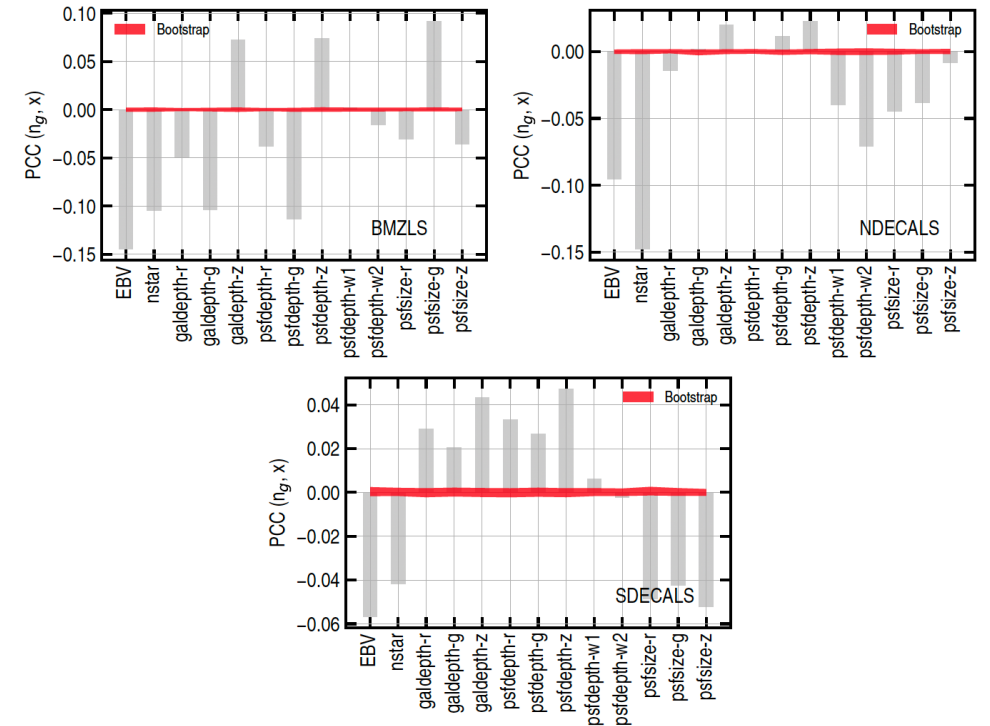 0.10
0.05
0.00
−0.05
−0.10
−0.15
PCC (n_g, x)
Bootstrap
BMZLS
EBV
nstar
galdepth-r
galdepth-g
galdepth-z
psfdepth-r
psfdepth-g
psfdepth-z
psfdepth-w1
psfdepth-w2
psfsize-r
psfsize-g
psfsize-z
0.00
−0.05
−0.10
−0.15
PCC (n_g, x)
Bootstrap
NDECALS
EBV
nstar
galdepth-r
galdepth-g
galdepth-z
psfdepth-r
psfdepth-g
psfdepth-z
psfdepth-w1
psfdepth-w2
psfsize-r
psfsize-g
psfsize-z
0.04
0.02
0.00
−0.02
−0.04
−0.06
PCC (n_g, x)
Bootstrap
SDECALS
EBV
nstar
galdepth-r
galdepth-g
galdepth-z
psfdepth-r
psfdepth-g
psfdepth-z
psfdepth-w1
psfdepth-w2
psfsize-r
psfsize-g
psfsize-z